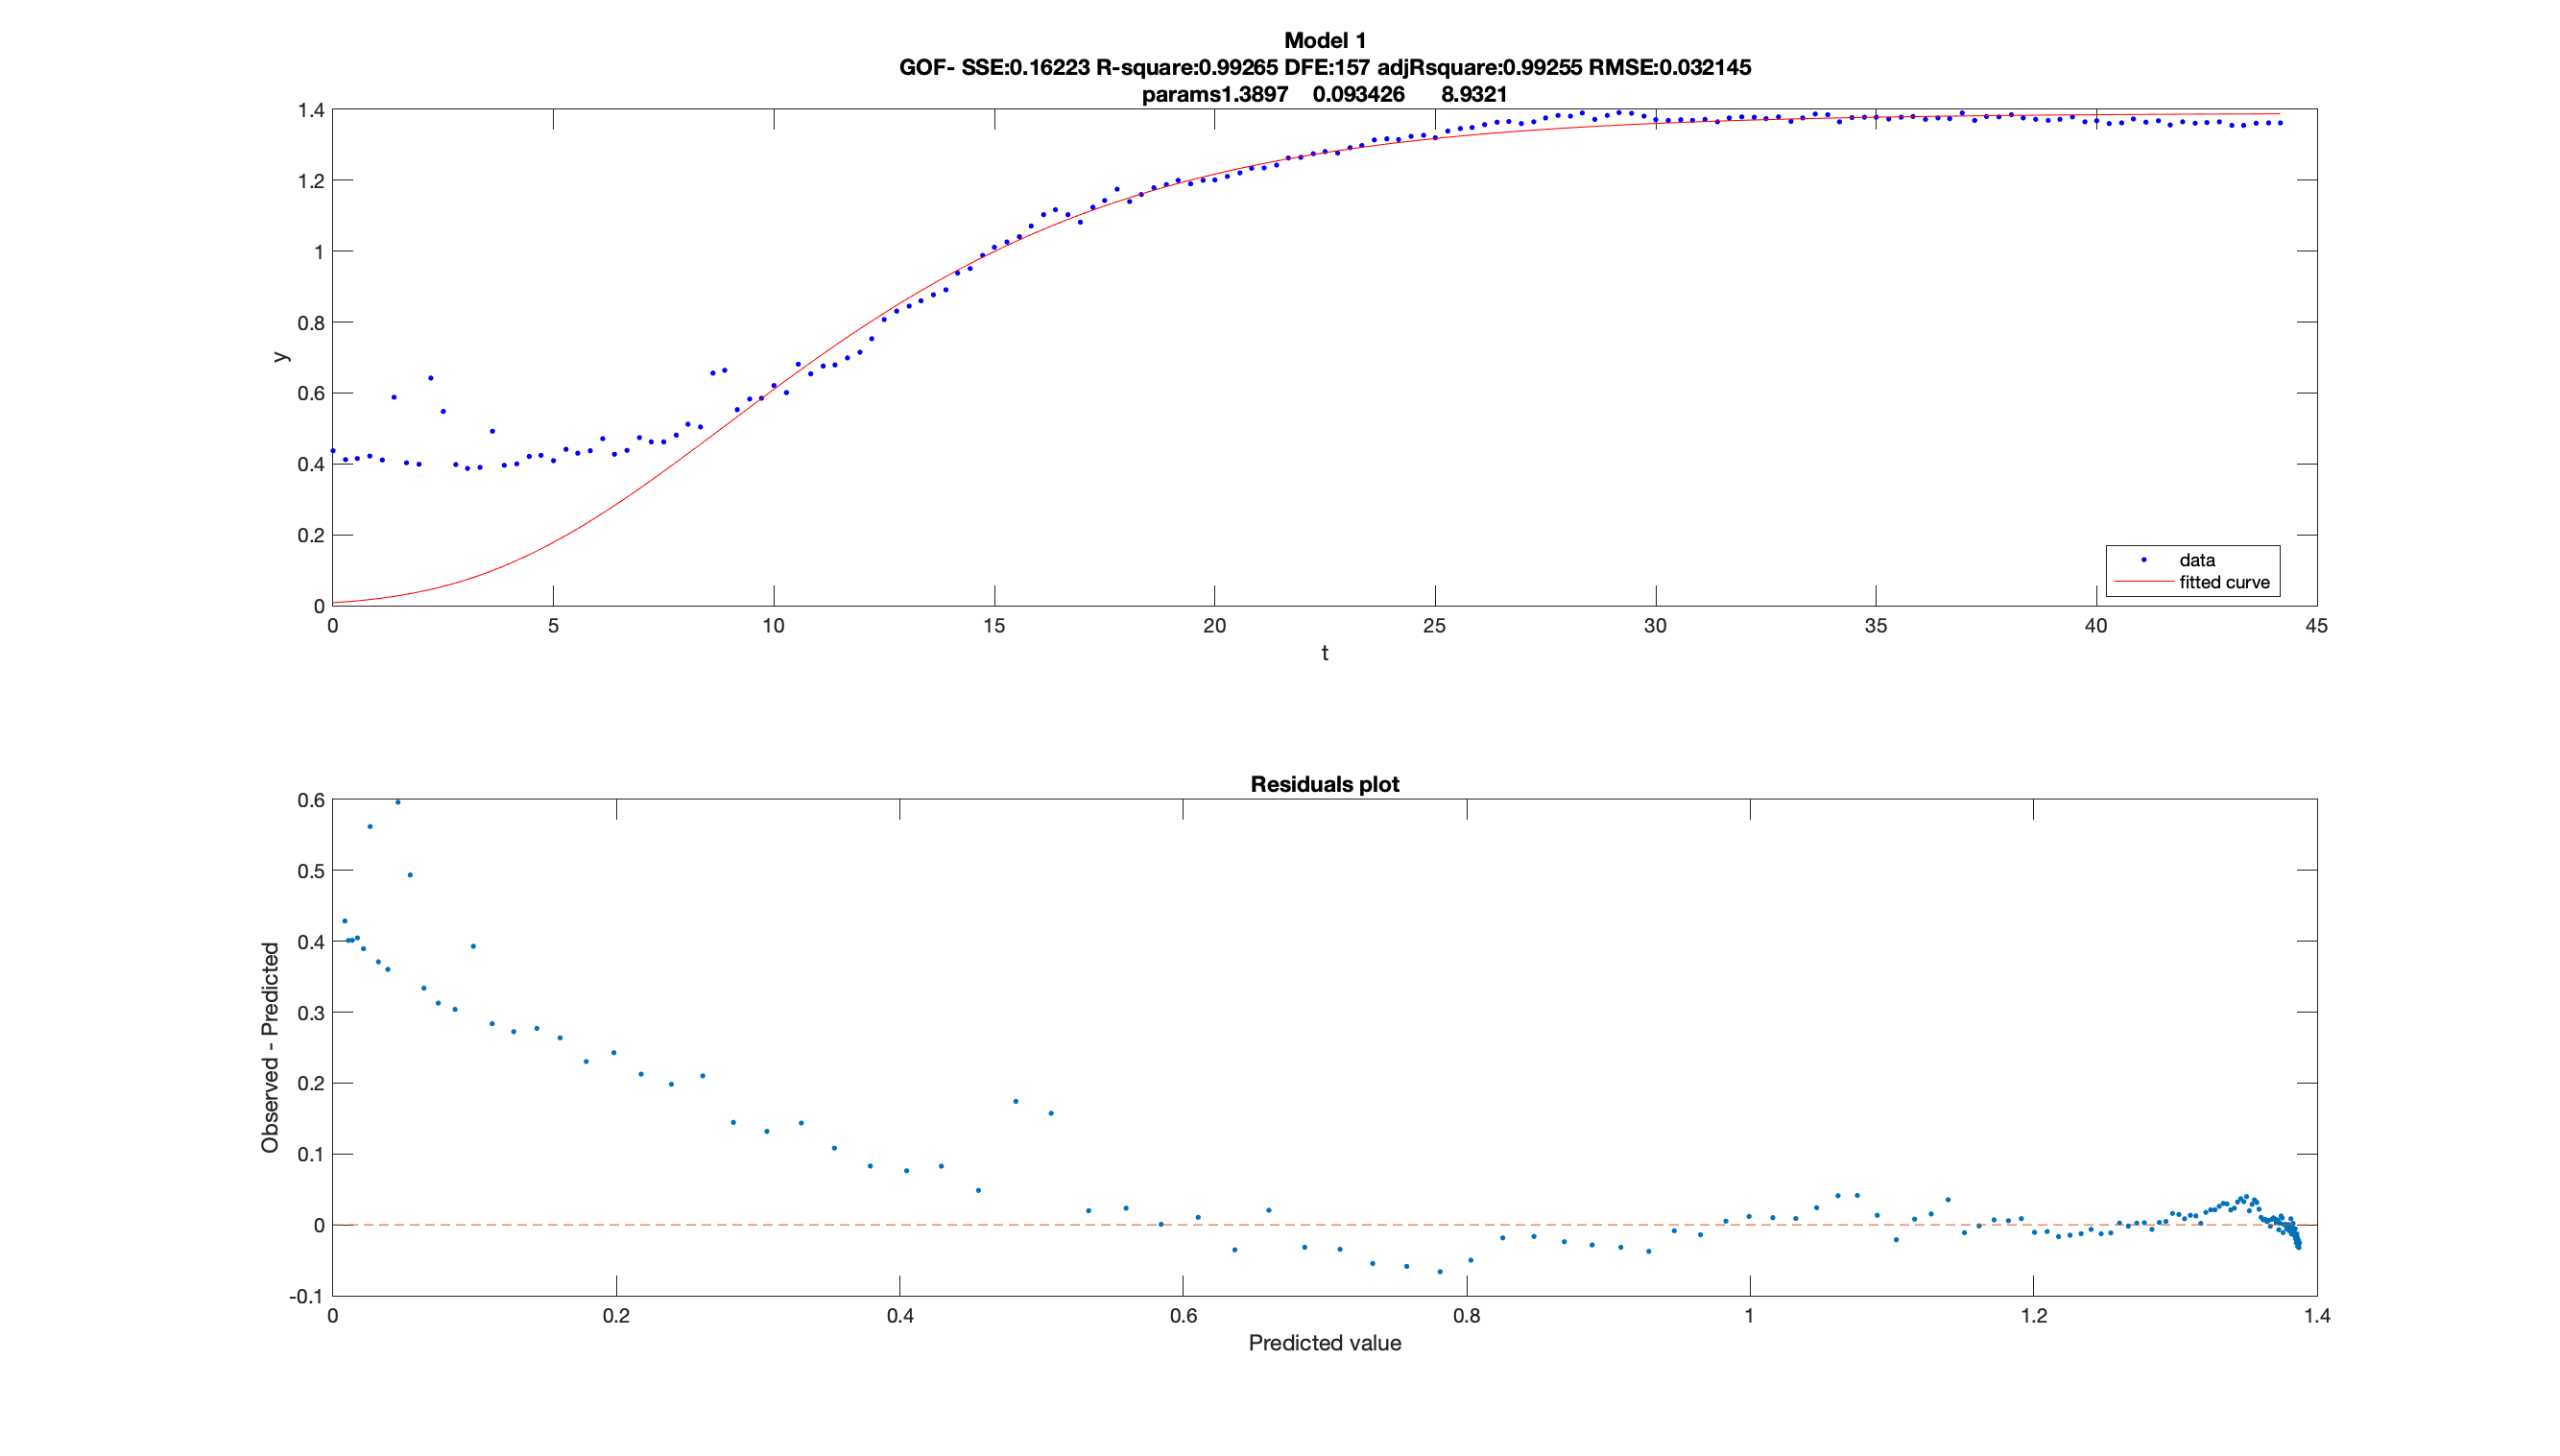 Model 1
GOF- SSE:0.16223 R-square:0.99265 DFE:157 adjRsquare:0.99255 RMSE:0.032145
params1.3897 0.093426 8.9321
1.4
1.2
1
0.8
0.6
0.4
0.2
0
y
0 5 10 15 20 25 30 35 40 45
t
data
fitted curve
Residuals plot
0.6
0.5
0.4
0.3
0.2
0.1
0
-0.1
Observed - Predicted
0 0.2 0.4 0.6 0.8 1 1.2 1.4
Predicted value